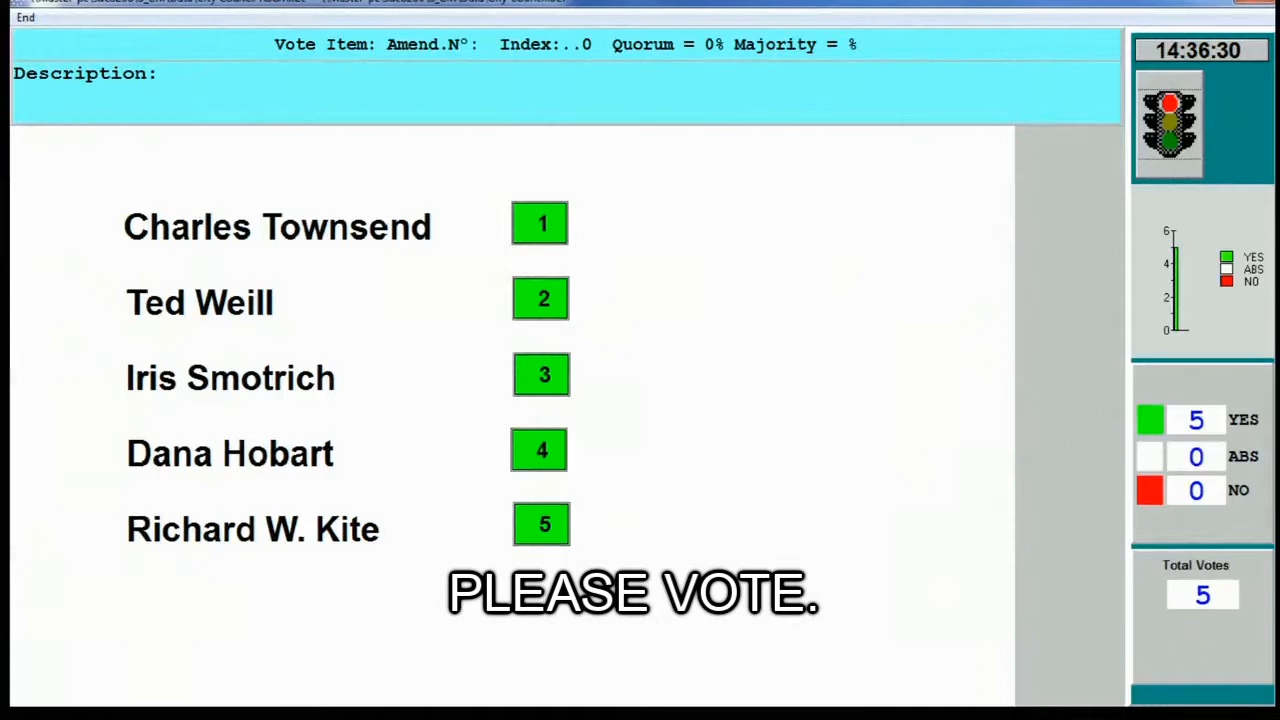 End
Vote Item: Amend.N°: Index:..0 Quorum = 0% Majority = %
Description:
14:36:30
Charles Townsend 1
Ted Weill 2
Iris Smotrich 3
Dana Hobart 4
Richard W. Kite 5
PLEASE VOTE.
6
4
2
0
YES
ABS
NO
5 YES
0 ABS
0 NO
Total Votes
5